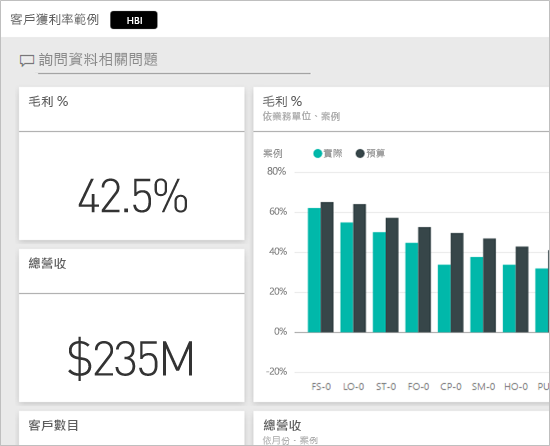 客戶獲利率範例 HBI
詢問資料相關問題
毛利 %
42.5%
總營收
$235M
客戶數目
毛利 %
依業務單位、案例
案例 實際 預算
80%
60%
40%
20%
0%
-20%
FS-0 LO-0 ST-0 FO-0 CP-0 SM-0 HO-0 PU
總營收
依月份、案例